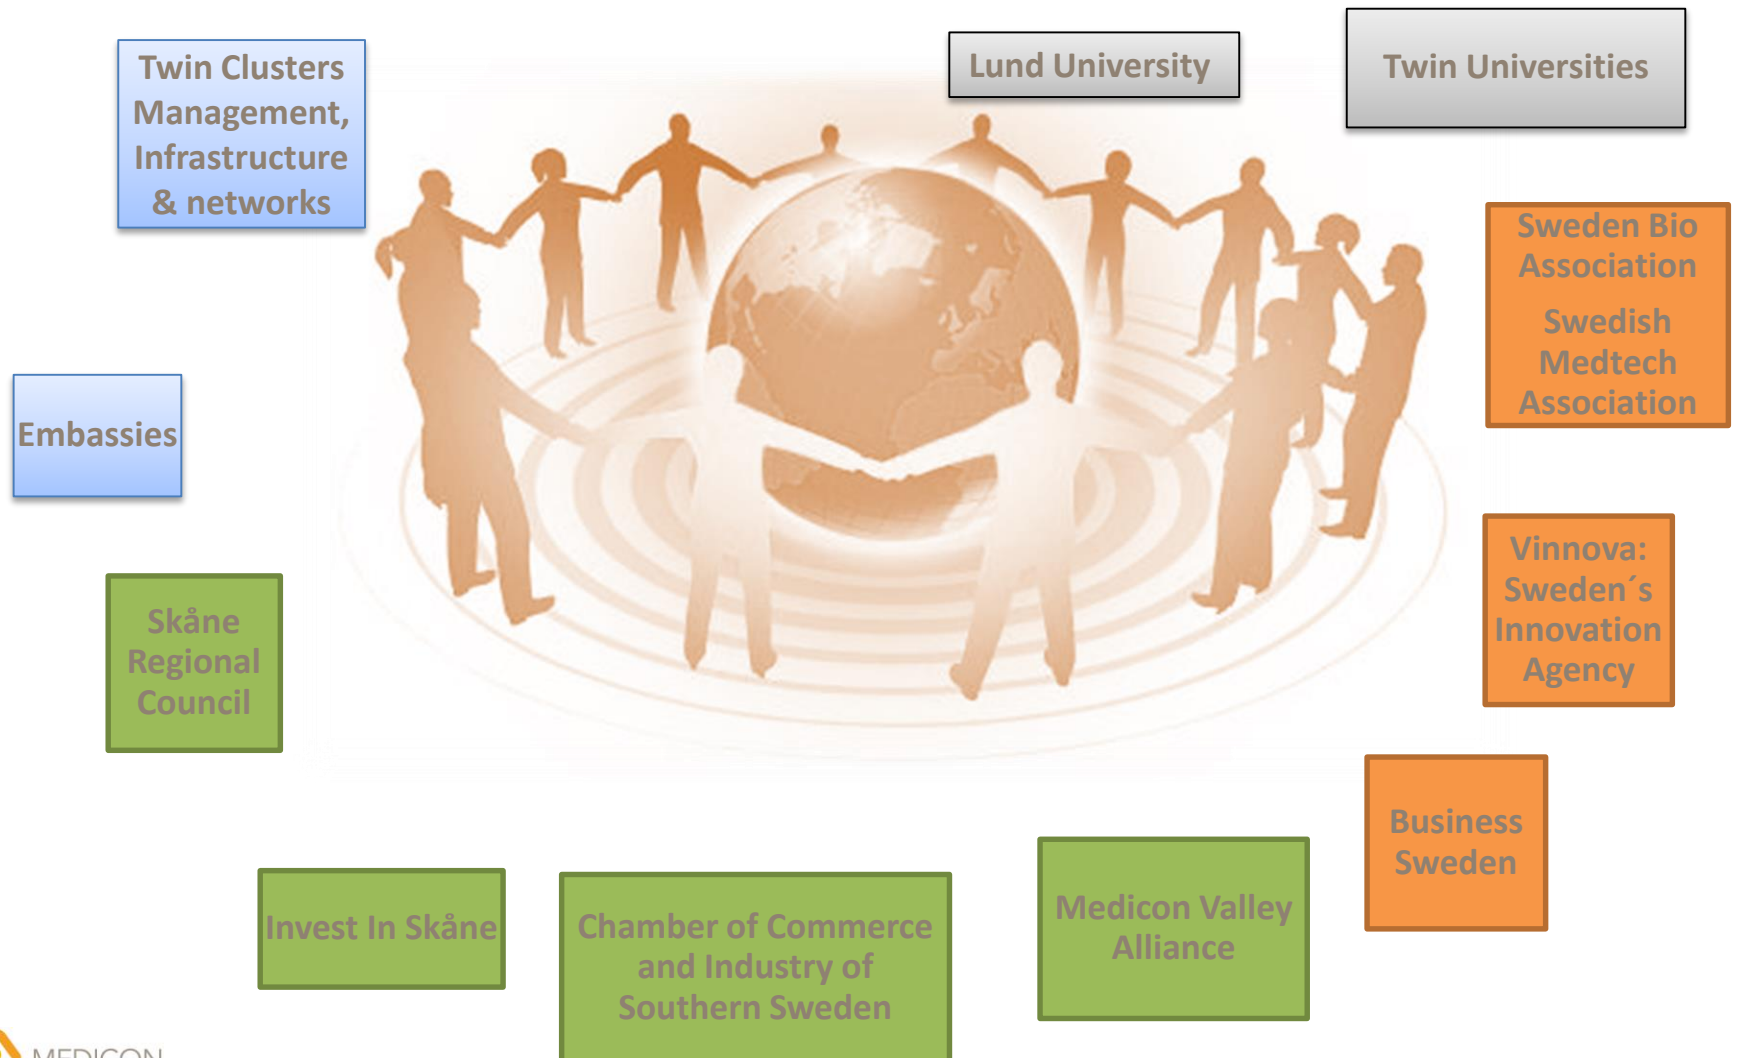 Twin Clusters
Management,
Infrastructure
& networks
Lund University
Twin Universities
Sweden Bio
Association
Swedish
Medtech
Association
Embassies
Vinnova:
Sweden´s
Innovation
Agency
Skåne
Regional
Council
Business
Sweden
Invest In Skåne
Chamber of Commerce
and Industry of
Southern Sweden
Medicon Valley
Alliance
MEDICON